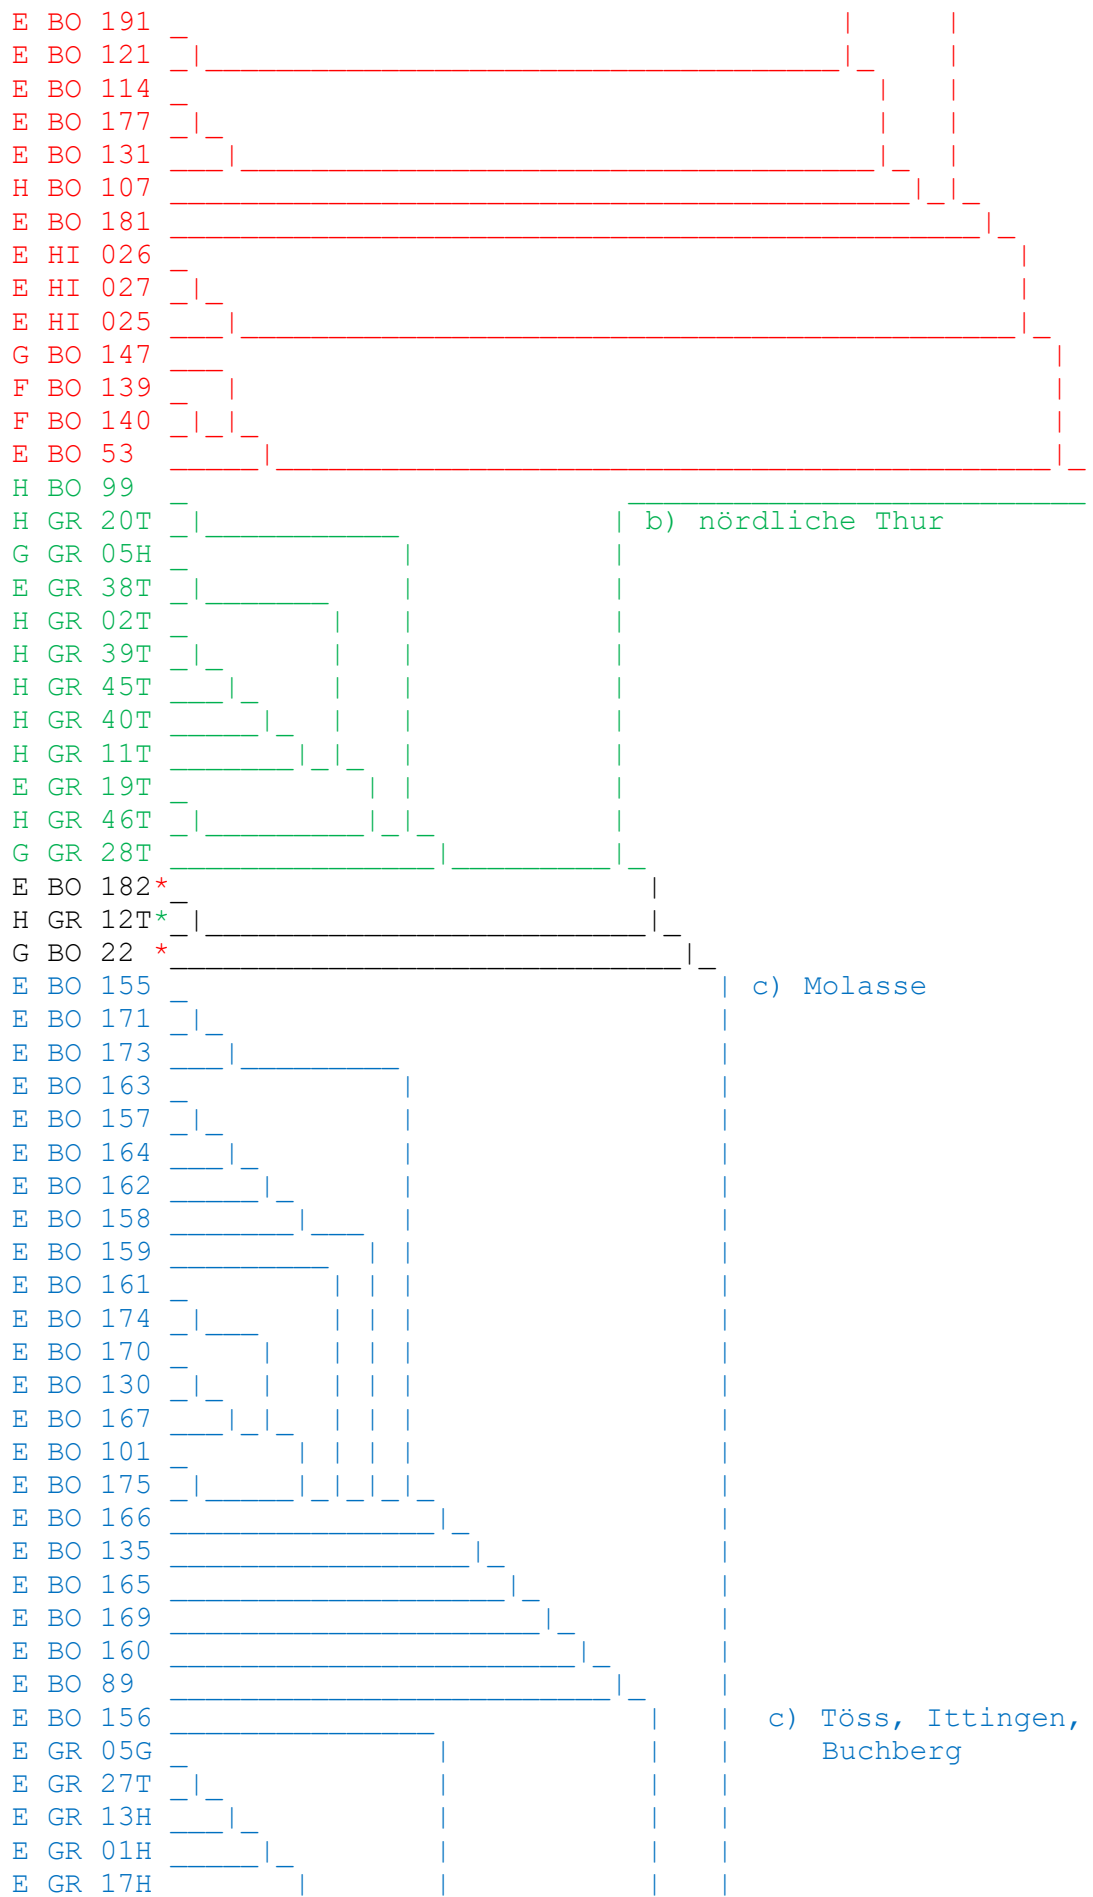 E BO 191
E BO 121
E BO 114
E BO 177
E BO 131
H BO 107
E BO 181
E HI 026
E HI 027
E HI 025
G BO 147
F BO 139
F BO 140
E BO 53
H BO 99
H GR 20T b) nördliche Thur
G GR 05H
E GR 38T
H GR 02T
H GR 39T
H GR 45T
H GR 40T
H GR 11T
E GR 19T
H GR 46T
G GR 28T
E BO 182*
H GR 12T*
G BO 22 *
E BO 155 c) Molasse
E BO 171
E BO 173
E BO 163
E BO 157
E BO 164
E BO 162
E BO 158
E BO 159
E BO 161
E BO 174
E BO 170
E BO 130
E BO 167
E BO 101
E BO 175
E BO 166
E BO 135
E BO 165
E BO 169
E BO 160
E BO 89
E BO 156 c) Töss, Ittingen,
E GR 05G Buchberg
E GR 27T
E GR 13H
E GR 01H
E GR 17H